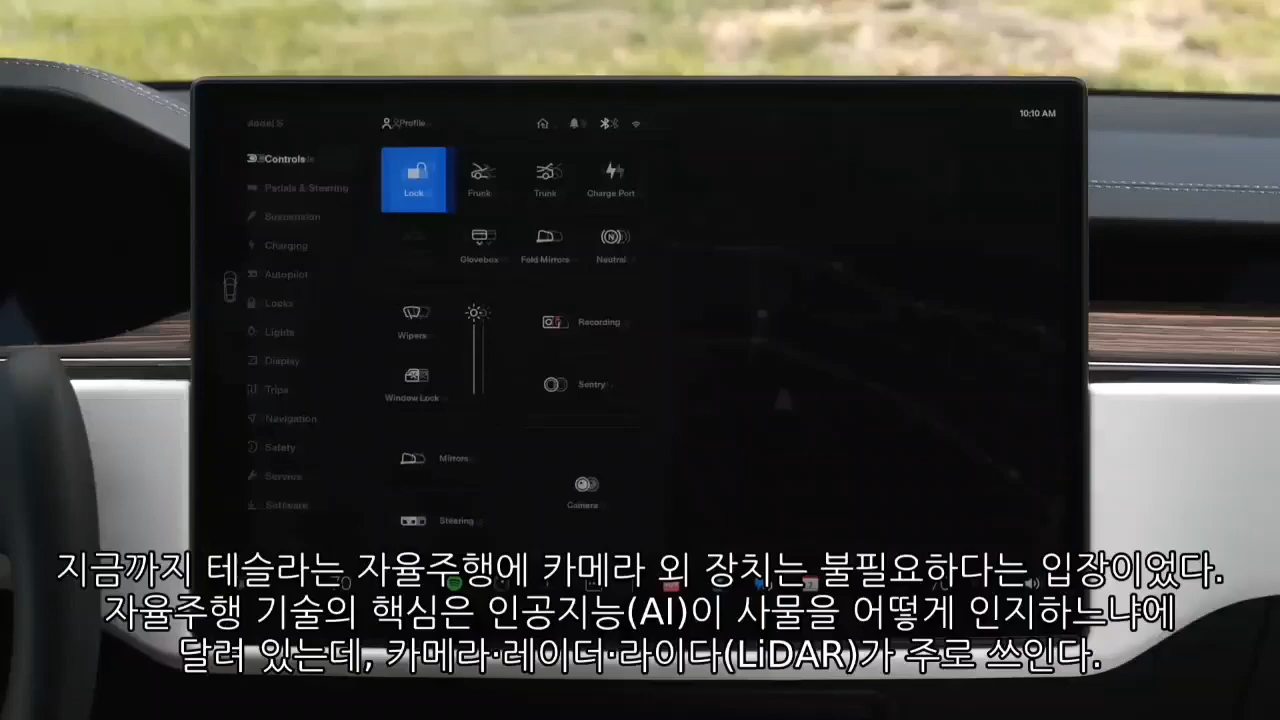 Model S
Profile
10:10 AM
Controls
Pedals & Steering
Suspension
Charging
Autopilot
Locks
Lights
Display
Trips
Navigation
Safety
Service
Software
Lock
Frunk
Trunk
Charge Port
Glovebox
Fold Mirrors
Neutral
Wipers
Recording
Window Lock
Sentry
Mirrors
Camera
Steering
70
지금까지 테슬라는 자율주행에 카메라 외 장치는 불필요하다는 입장이었다.
자율주행 기술의 핵심은 인공지능(AI)이 사물을 어떻게 인지하느냐에
달려 있는데, 카메라·레이더·라이다(LiDAR)가 주로 쓰인다.